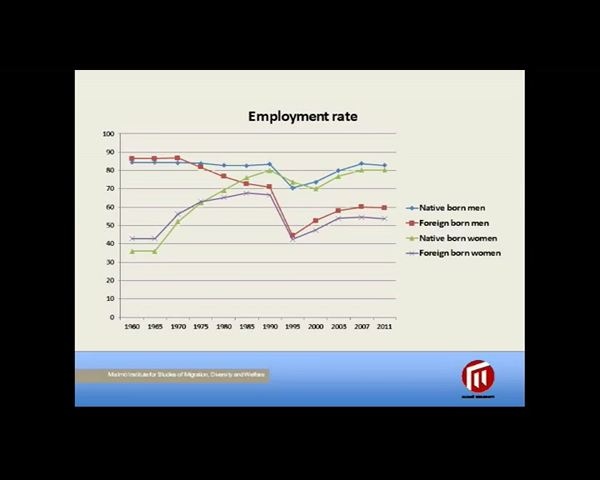 Employment rate
100
90
80
70
60
50
40
30
20
10
0
1960 1965 1970 1975 1980 1985 1990 1995 2000 2005 2007 2011
Native born men
Foreign born men
Native born women
Foreign born women
Malmö Institute for Studies of Migration, Diversity and Welfare